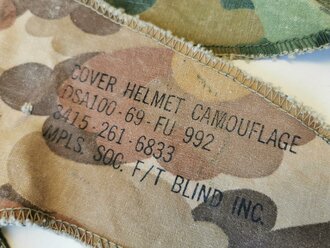 COVER HELMET CAMOUFLAGE
DSA100-69-FU 992
8415-261-6833
MPLS. SOC. F/T BLIND INC.